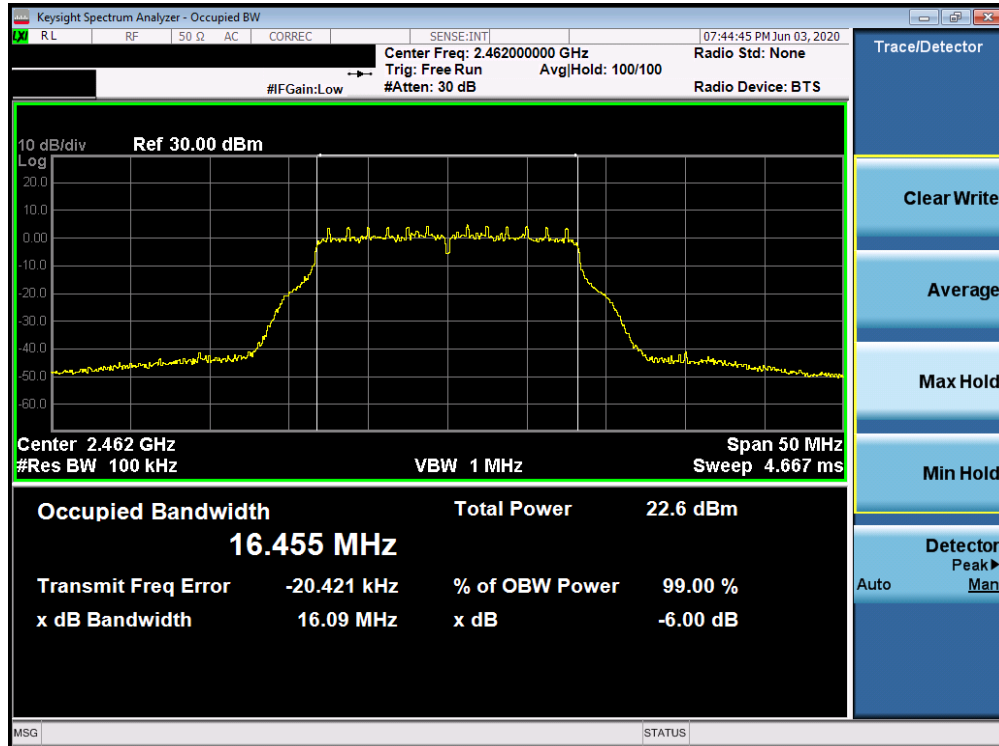 Keysight Spectrum Analyzer - Occupied BW
LXI RL RF 50 Ω AC CORREC SENSE:INT 07:44:45 PM Jun 03, 2020
Center Freq: 2.462000000 GHz Radio Std: None
Trig: Free Run Avg|Hold: 100/100
#IFGain:Low #Atten: 30 dB Radio Device: BTS
10 dB/div Ref 30.00 dBm
Log
20.0
10.0
0.00
-10.0
-20.0
-30.0
-40.0
-50.0
-60.0
Center 2.462 GHz Span 50 MHz
#Res BW 100 kHz VBW 1 MHz Sweep 4.667 ms
Occupied Bandwidth Total Power 22.6 dBm
16.455 MHz
Transmit Freq Error -20.421 kHz % of OBW Power 99.00 %
x dB Bandwidth 16.09 MHz x dB -6.00 dB
MSG STATUS
Trace/Detector
Clear Write
Average
Max Hold
Min Hold
Detector
Peak▶
Auto Man